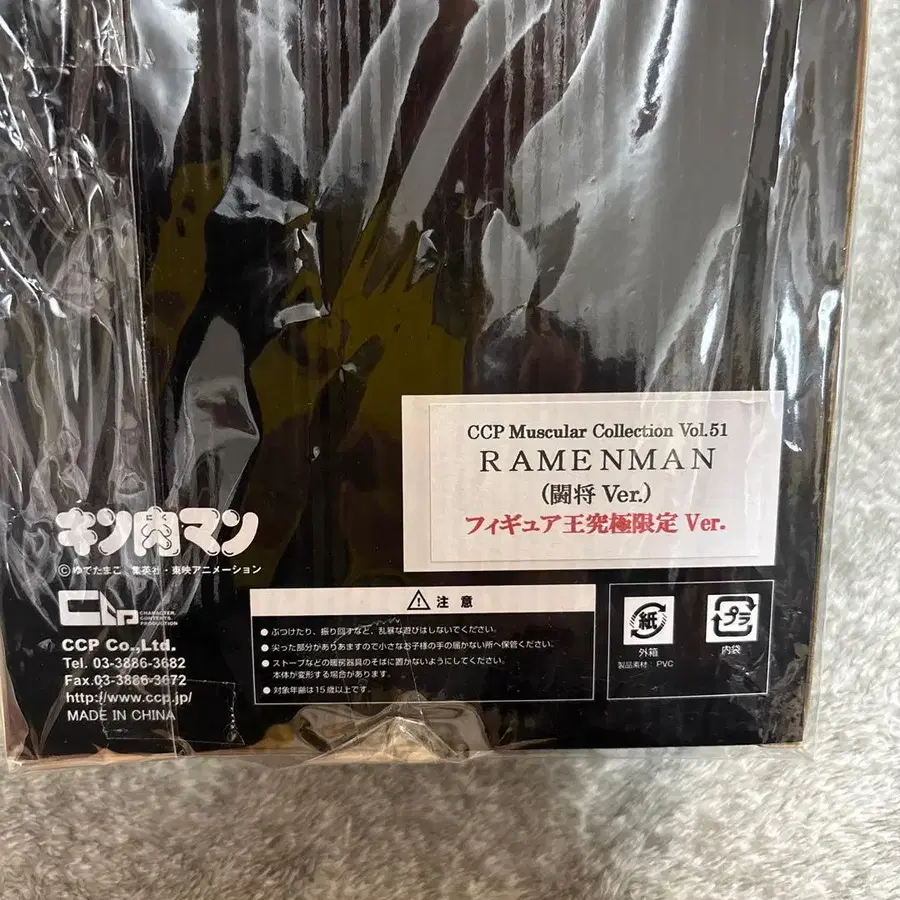 CCP Muscular Collection Vol.51
RAMENMAN
(闘将 Ver.)
フィギュア王究極限定 Ver.
キン肉マン
©ゆでたまご 集英社・東映アニメーション
CCP CHARACTER CONTENTS PRODUCTION
CCP Co.,Ltd.
Tel. 03-3886-3682
Fax.03-3886-3672
http://www.ccp.jp/
MADE IN CHINA
注 意
●ぶつけたり、振り回すなど、乱暴な遊びはしないでください。
●尖った部分がありあますので小さなお子様の手の届かない所へ保管ください。
●ストーブなどの暖房器具のそばに置かないようにしてください。
本体が変形する場合があります。
●対象年齢は15歳以上です。
紙
外箱
プラ
内袋
製品素材：PVC